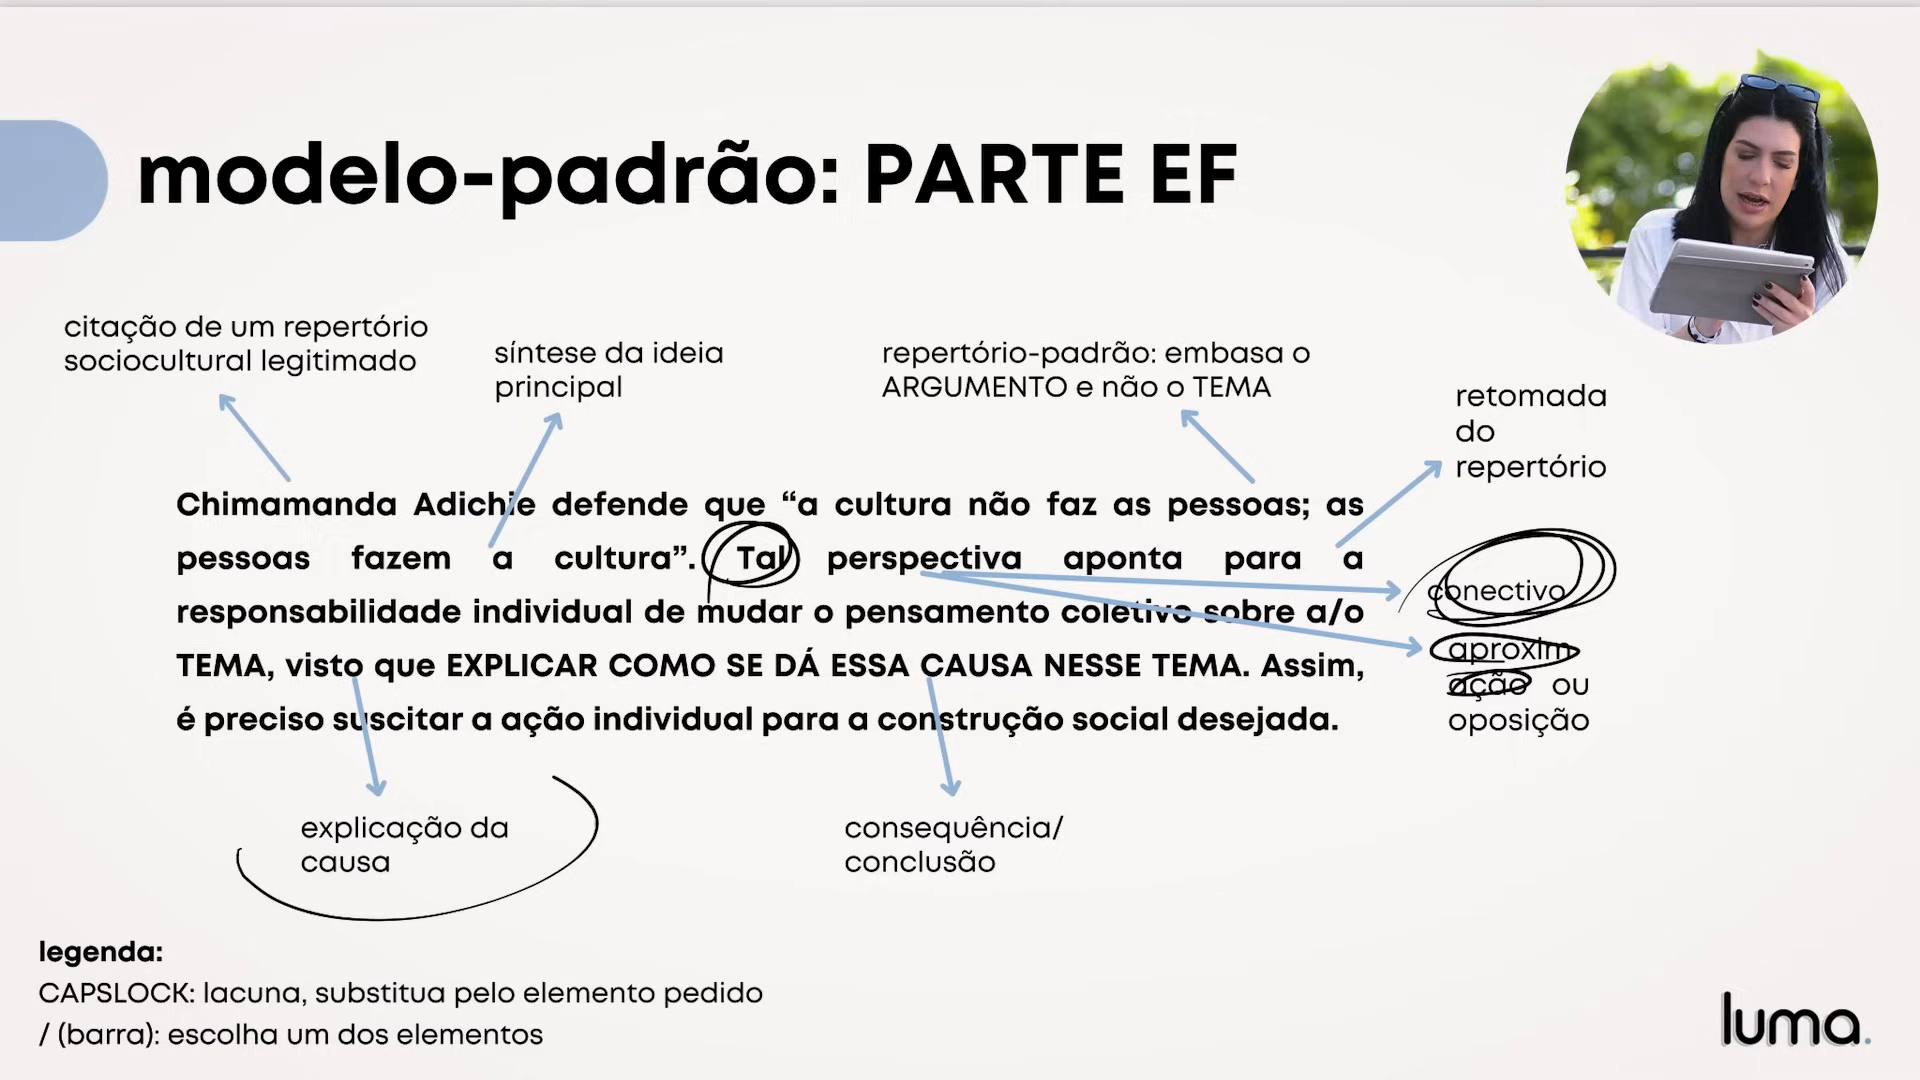 modelo-padrão: PARTE EF
citação de um repertório
sociocultural legitimado
síntese da ideia
principal
repertório-padrão: embasa o
ARGUMENTO e não o TEMA
retomada
do
repertório
Chimamanda Adichie defende que “a cultura não faz as pessoas; as
pessoas fazem a cultura”. Tal perspectiva aponta para a
responsabilidade individual de mudar o pensamento coletivo sobre a/o
TEMA, visto que EXPLICAR COMO SE DÁ ESSA CAUSA NESSE TEMA. Assim,
é preciso suscitar a ação individual para a construção social desejada.
conectivo
aproxim
ação ou
oposição
explicação da
causa
consequência/
conclusão
legenda:
CAPSLOCK: lacuna, substitua pelo elemento pedido
/ (barra): escolha um dos elementos
luma.